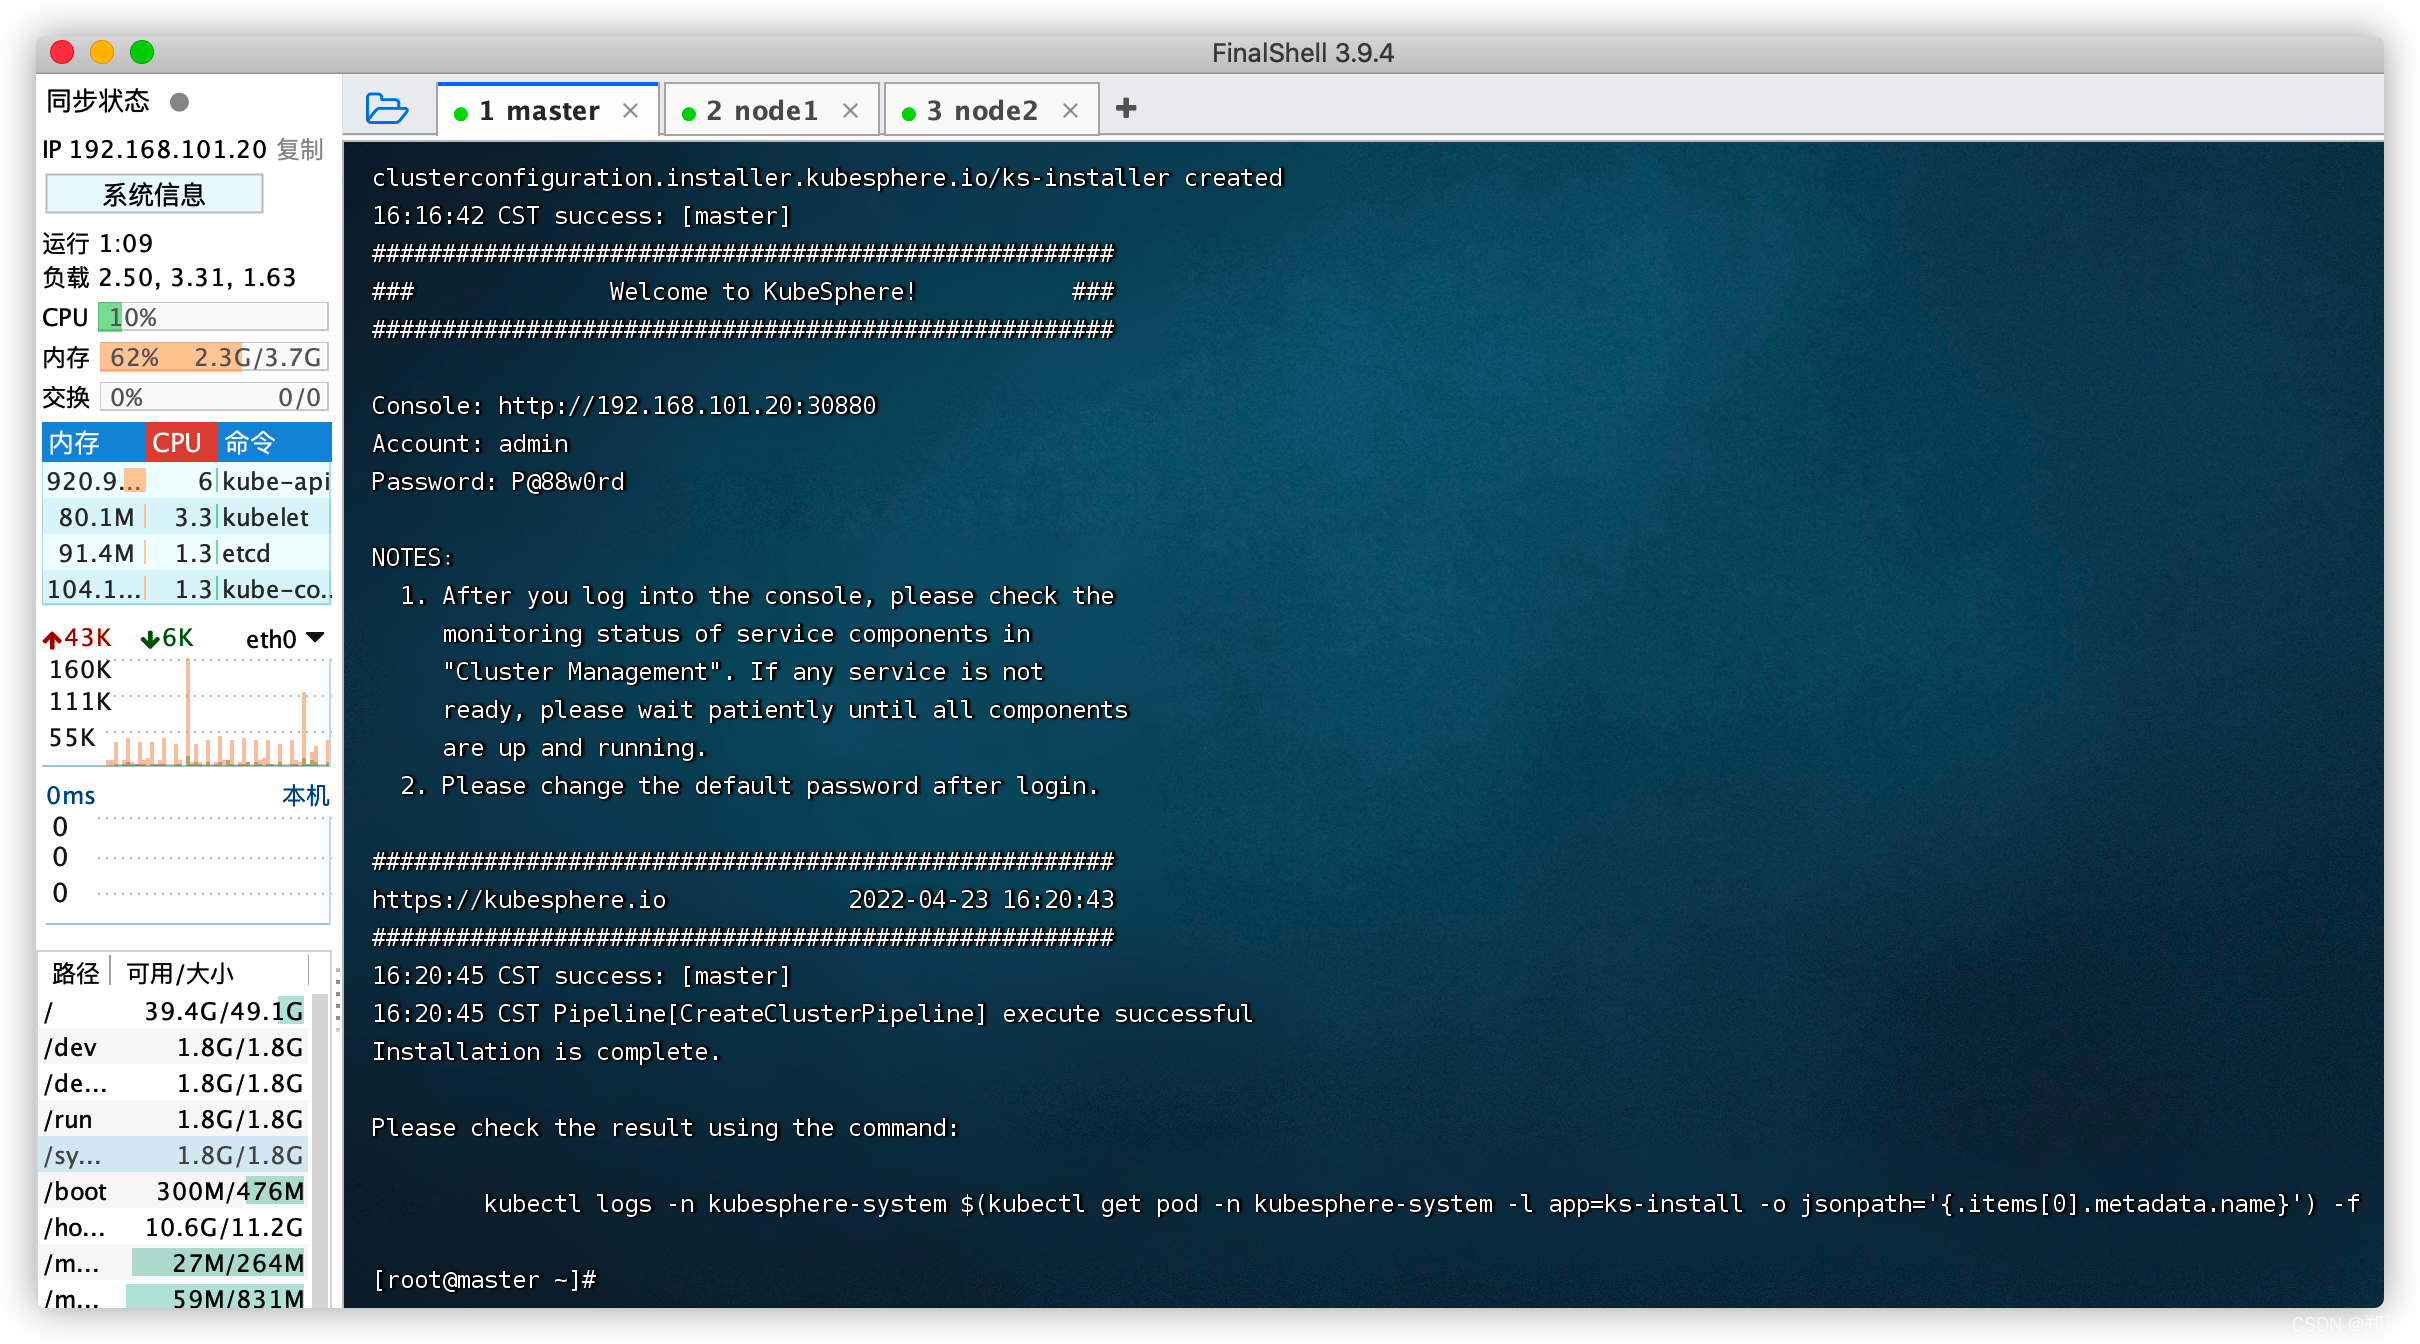 FinalShell 3.9.4
同步状态
IP 192.168.101.20 复制
系统信息
运行 1:09
负载 2.50, 3.31, 1.63
CPU 10%
内存 62% 2.3G/3.7G
交换 0% 0/0
内存 CPU 命令
920.9... 6 kube-api
80.1M 3.3 kubelet
91.4M 1.3 etcd
104.1... 1.3 kube-co..
43K 6K eth0
160K
111K
55K
0ms 本机
0
0
0
路径 可用/大小
/ 39.4G/49.1G
/dev 1.8G/1.8G
/de... 1.8G/1.8G
/run 1.8G/1.8G
/sy... 1.8G/1.8G
/boot 300M/476M
/ho... 10.6G/11.2G
/m... 27M/264M
/m... 59M/831M
1 master × 2 node1 × 3 node2 × +
clusterconfiguration.installer.kubesphere.io/ks-installer created
16:16:42 CST success: [master]
#####################################################
### Welcome to KubeSphere! ###
#####################################################
Console: http://192.168.101.20:30880
Account: admin
Password: P@88w0rd
NOTES:
1. After you log into the console, please check the
monitoring status of service components in
"Cluster Management". If any service is not
ready, please wait patiently until all components
are up and running.
2. Please change the default password after login.
#####################################################
https://kubesphere.io 2022-04-23 16:20:43
#####################################################
16:20:45 CST success: [master]
16:20:45 CST Pipeline[CreateClusterPipeline] execute successful
Installation is complete.
Please check the result using the command:
kubectl logs -n kubesphere-system $(kubectl get pod -n kubesphere-system -l app=ks-install -o jsonpath='{.items[0].metadata.name}') -f
[root@master ~]#